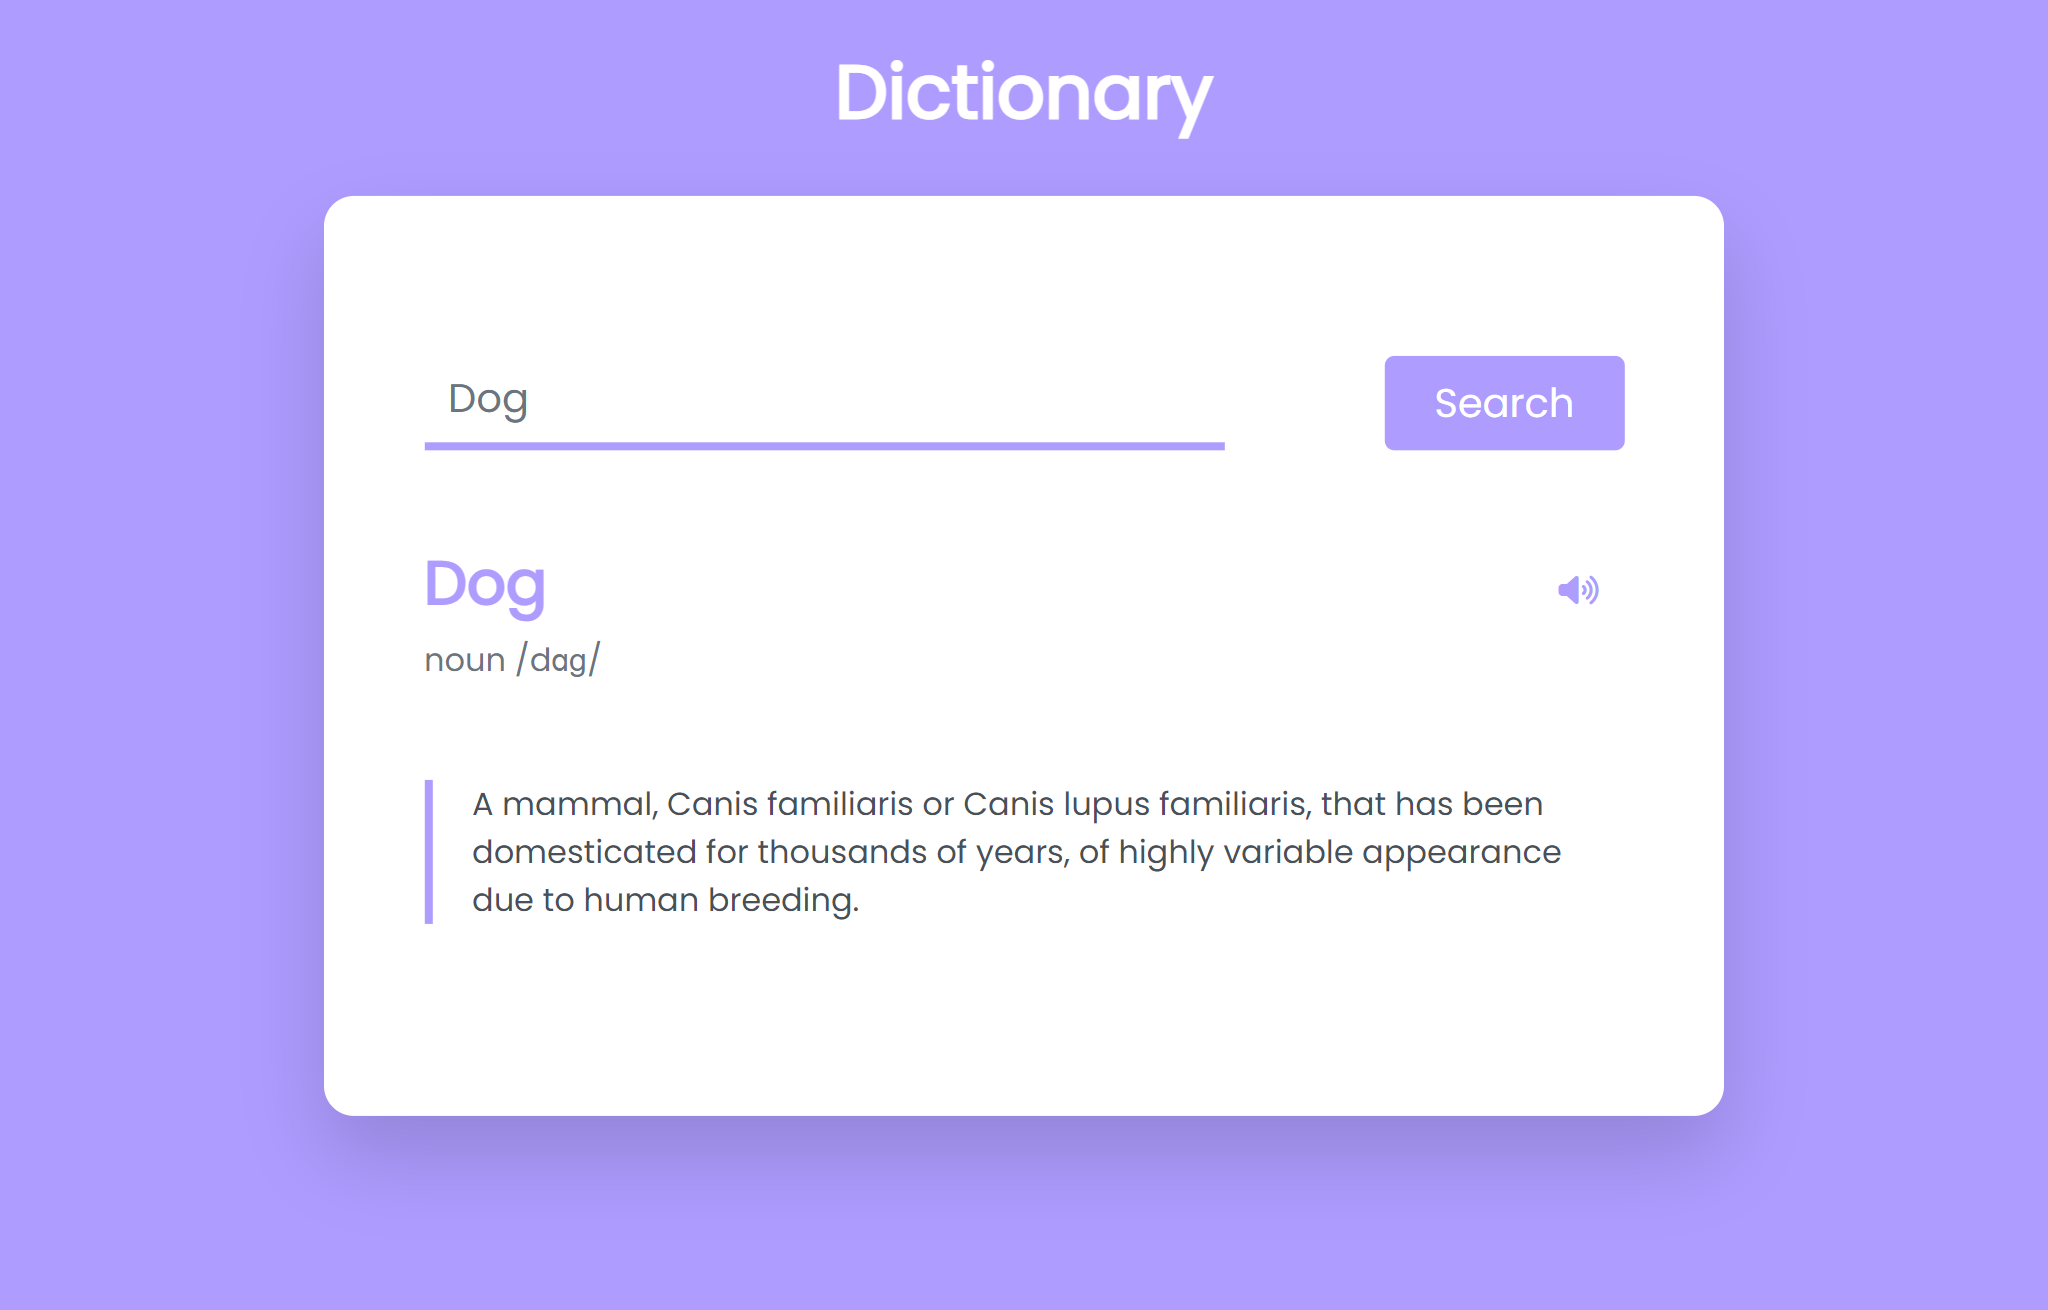 Dictionary
Dog
Search
Dog
noun /dɑɡ/
A mammal, Canis familiaris or Canis lupus familiaris, that has been
domesticated for thousands of years, of highly variable appearance
due to human breeding.